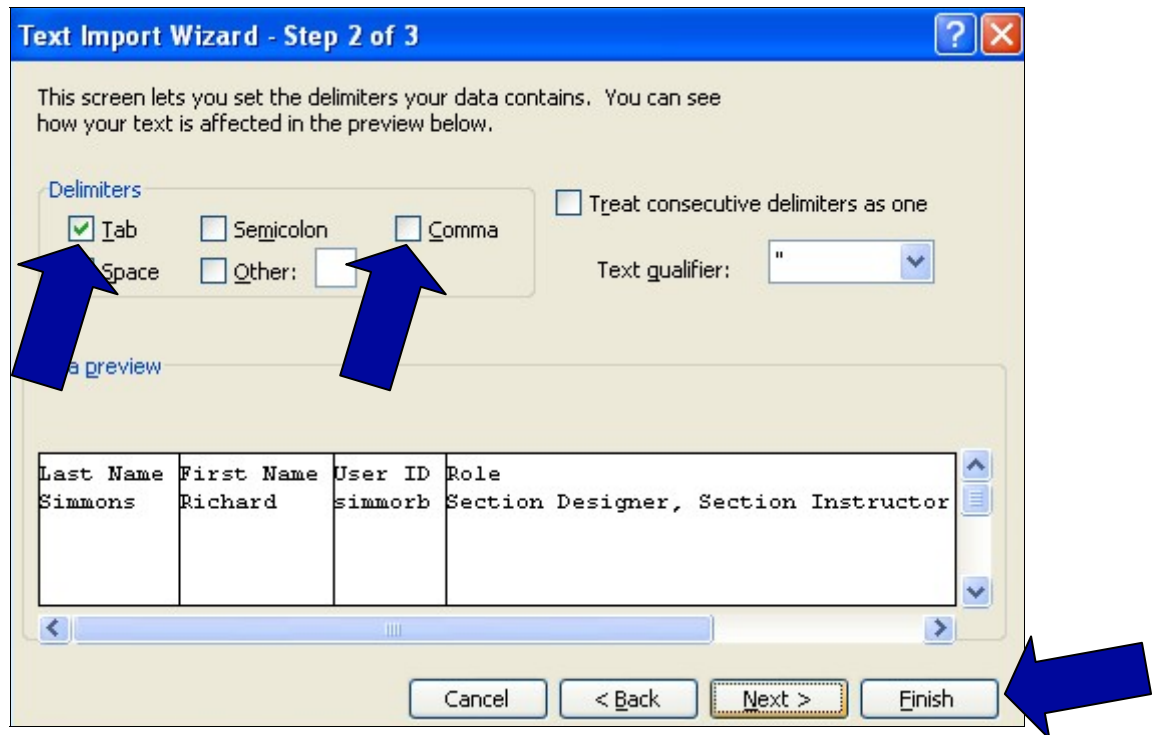 Text Import Wizard - Step 2 of 3
This screen lets you set the delimiters your data contains. You can see
how your text is affected in the preview below.
Delimiters
Tab Semicolon Comma
Space Other:
Treat consecutive delimiters as one
Text qualifier: "
preview
Last Name First Name User ID Role
Simmons Richard simmorb Section Designer, Section Instructor
Cancel < Back Next > Finish